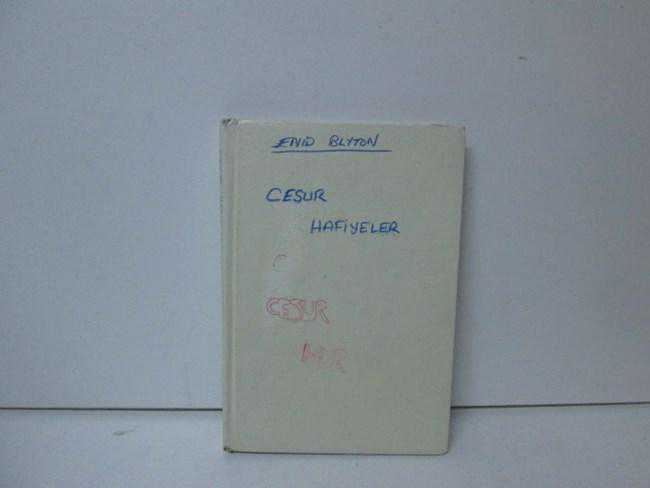 ENID BLYTON
CESUR
HAFİYELER
C
CESUR